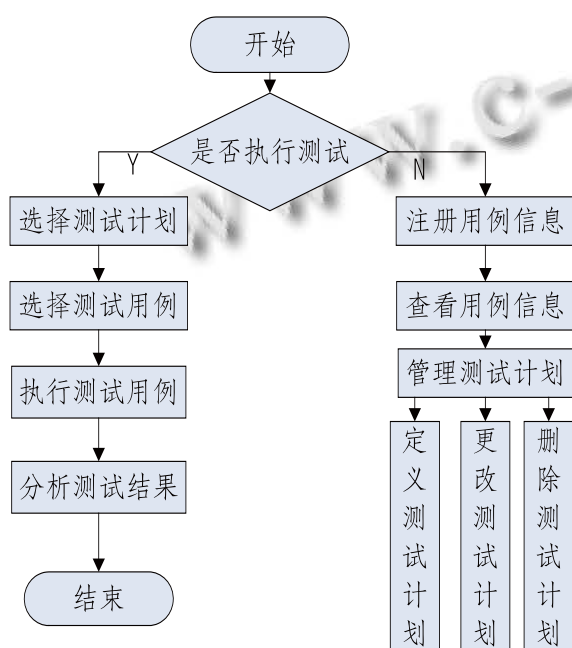 开始
是否执行测试
Y
N
选择测试计划
注册用例信息
选择测试用例
查看用例信息
执行测试用例
管理测试计划
分析测试结果
结束
定义测试计划
更改测试计划
删除测试计划
www.c-